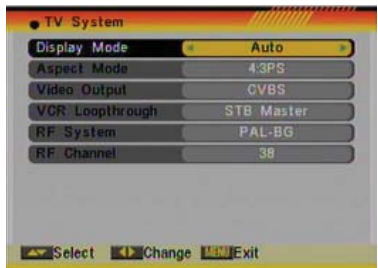 TV System
Display Mode Auto
Aspect Mode 4:3PS
Video Output CVBS
VCR Loopthrough STB Master
RF System PAL-BG
RF Channel 38
Select Change MENU Exit